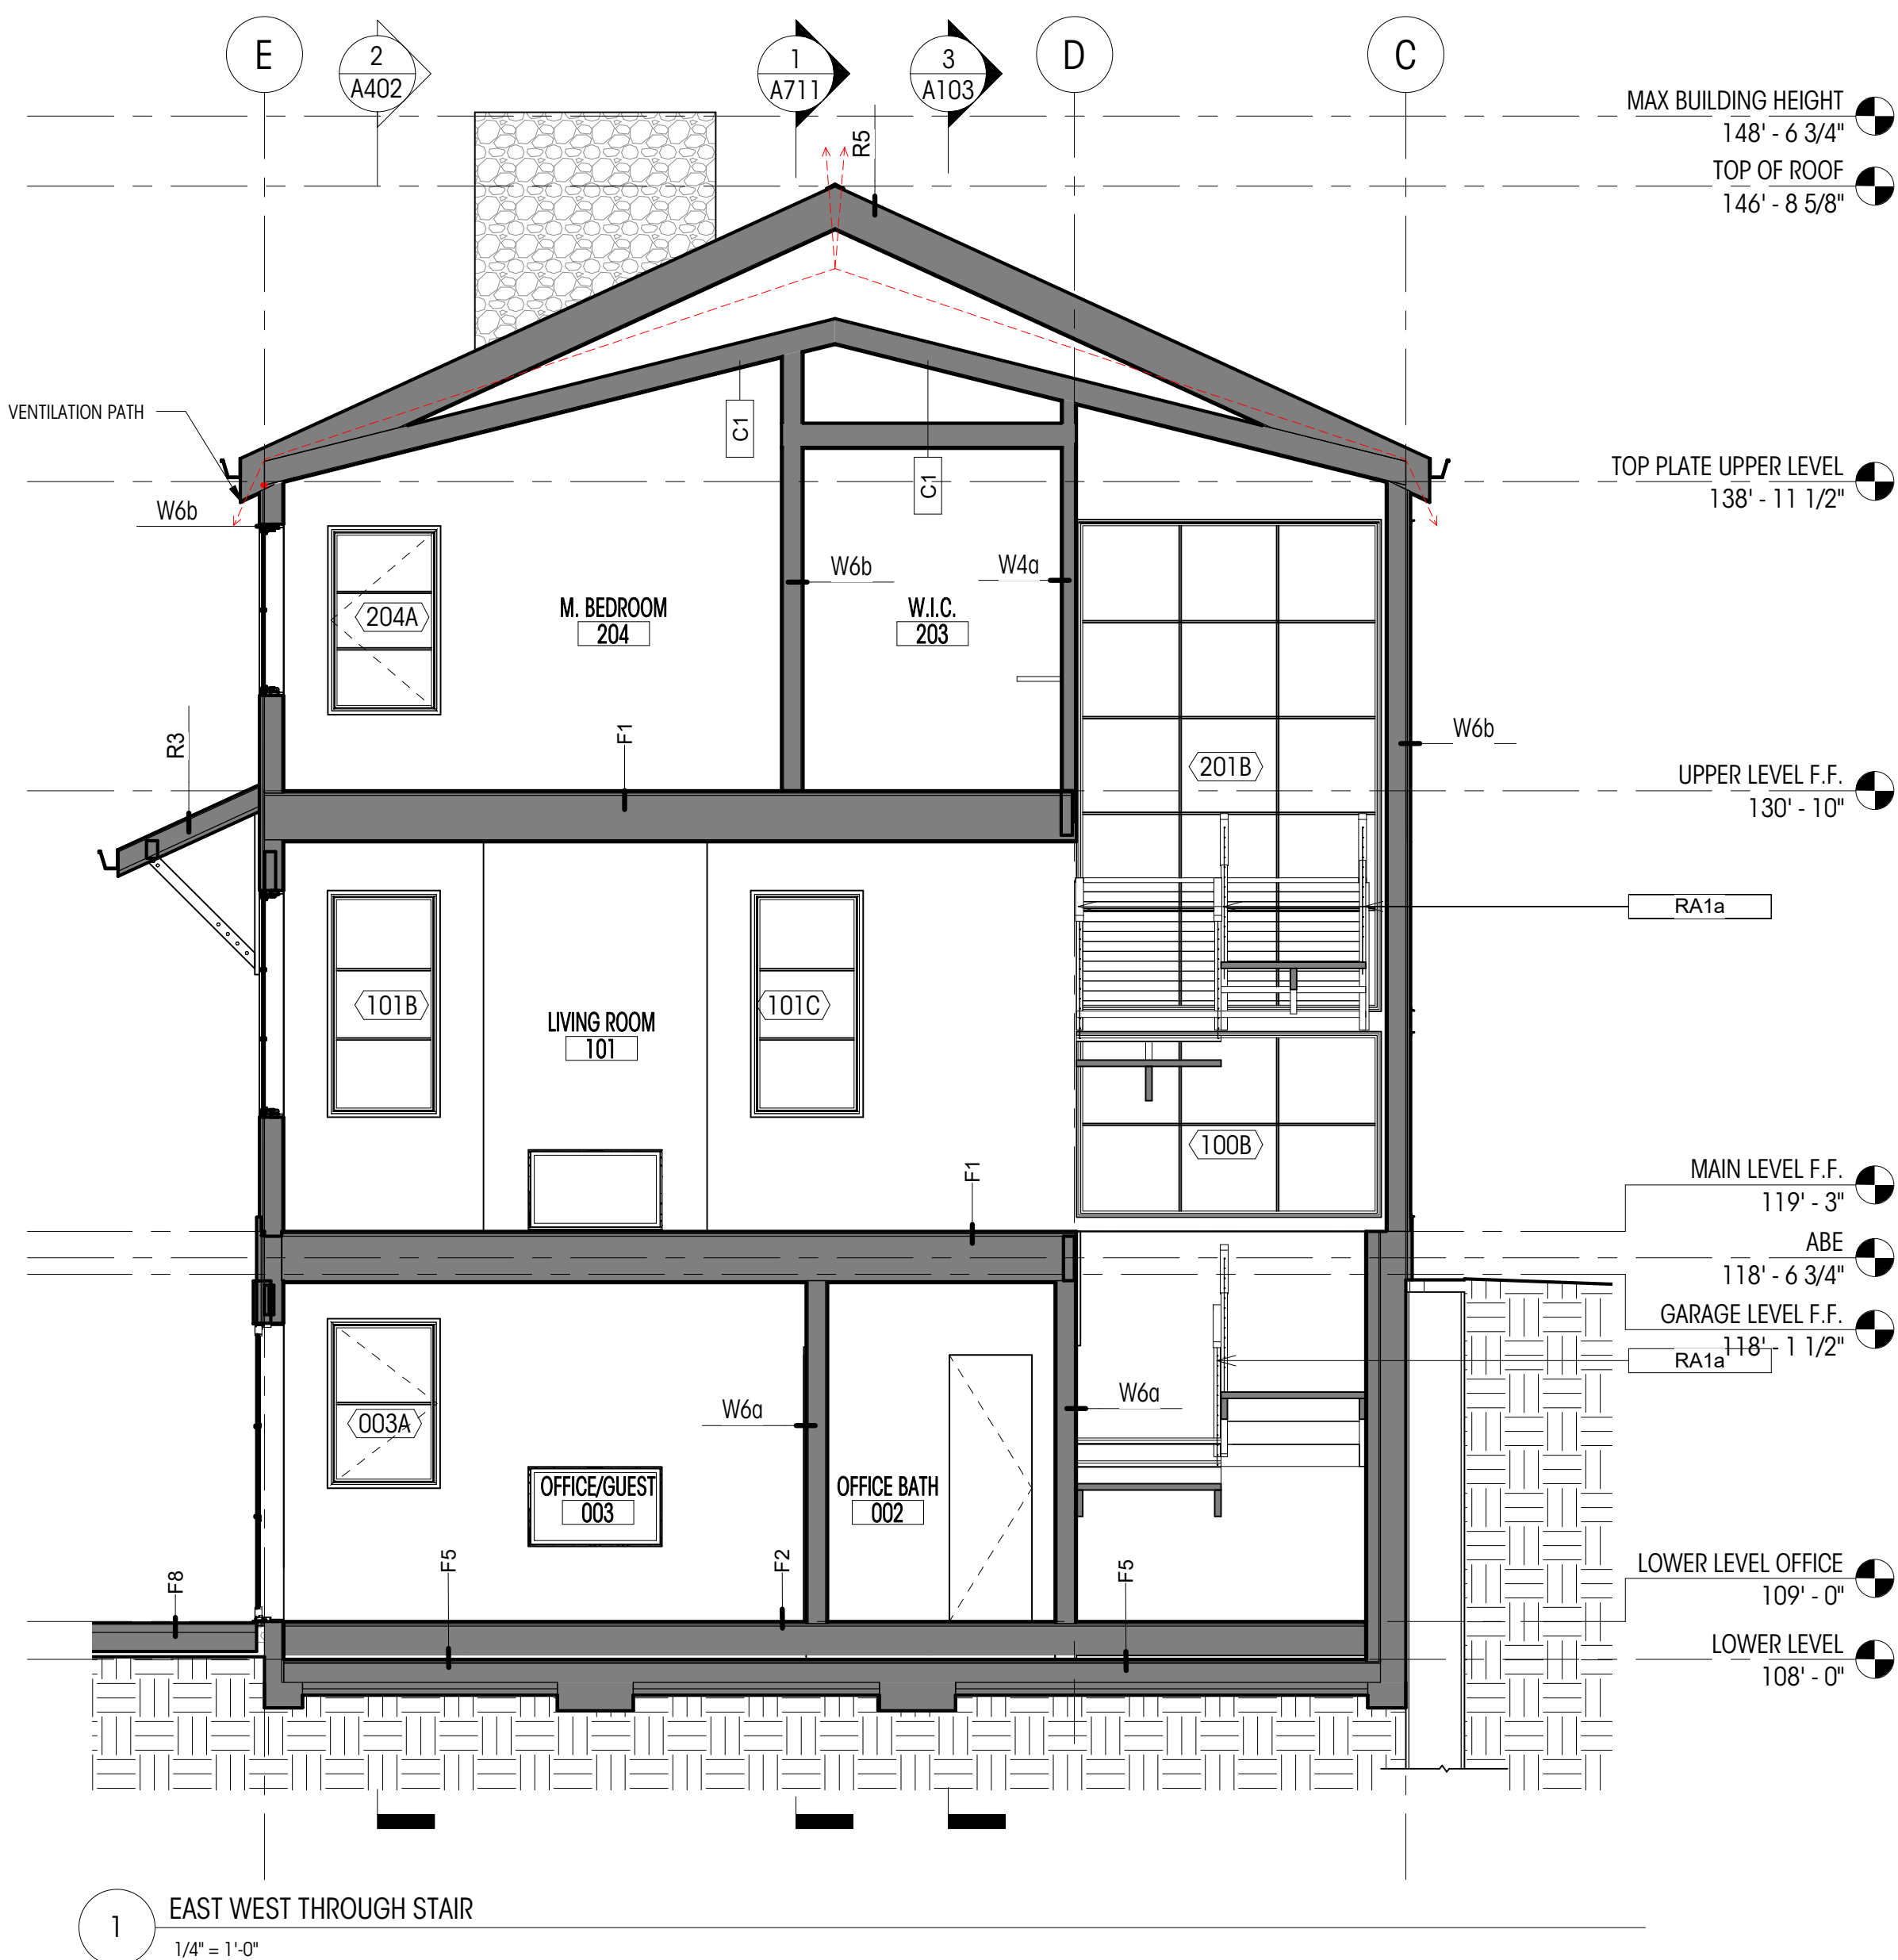 E
2
A402
1
A711
3
A103
D
C
MAX BUILDING HEIGHT
148' - 6 3/4"
R5
TOP OF ROOF
146' - 8 5/8"
VENTILATION PATH
C1
C1
TOP PLATE UPPER LEVEL
138' - 11 1/2"
W6b
W6b
W4a
204A
M. BEDROOM
204
W.I.C.
203
R3
F1
W6b
201B
UPPER LEVEL F.F.
130' - 10"
RA1a
101B
101C
LIVING ROOM
101
100B
F1
MAIN LEVEL F.F.
119' - 3"
ABE
118' - 6 3/4"
GARAGE LEVEL F.F.
118' - 1 1/2"
RA1a
W6a
W6a
003A
OFFICE/GUEST
003
OFFICE BATH
002
F8
F5
F2
F5
LOWER LEVEL OFFICE
109' - 0"
LOWER LEVEL
108' - 0"
1
EAST WEST THROUGH STAIR
1/4" = 1'-0"